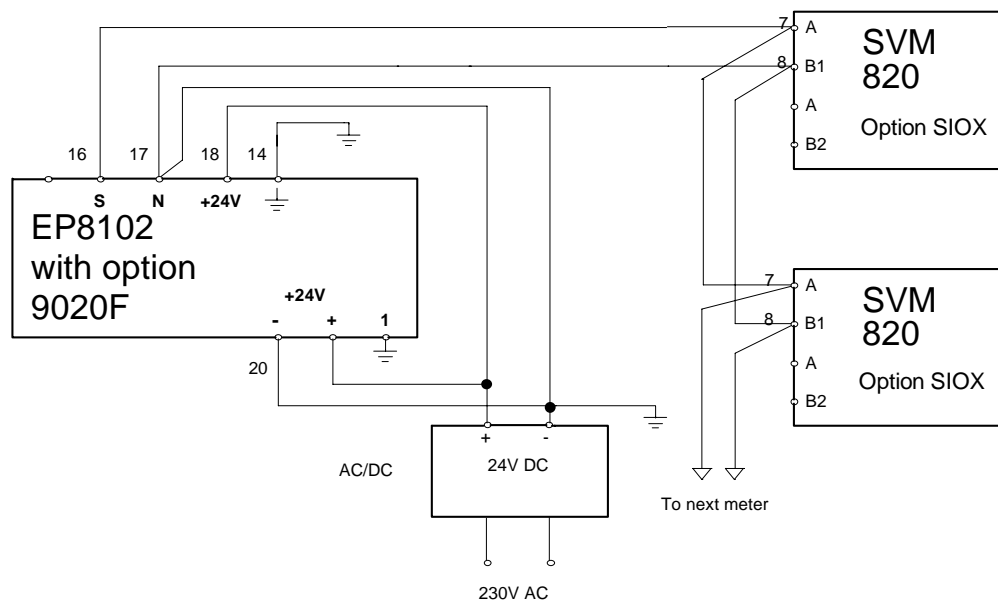 7
A
SVM
820
8
B1
A
Option SIOX
B2
16
17
18
14
S
N
+24V
EP8102
with option
9020F
+24V
-
+
1
20
7
A
SVM
820
8
B1
A
Option SIOX
B2
+
-
AC/DC
24V DC
To next meter
230V AC